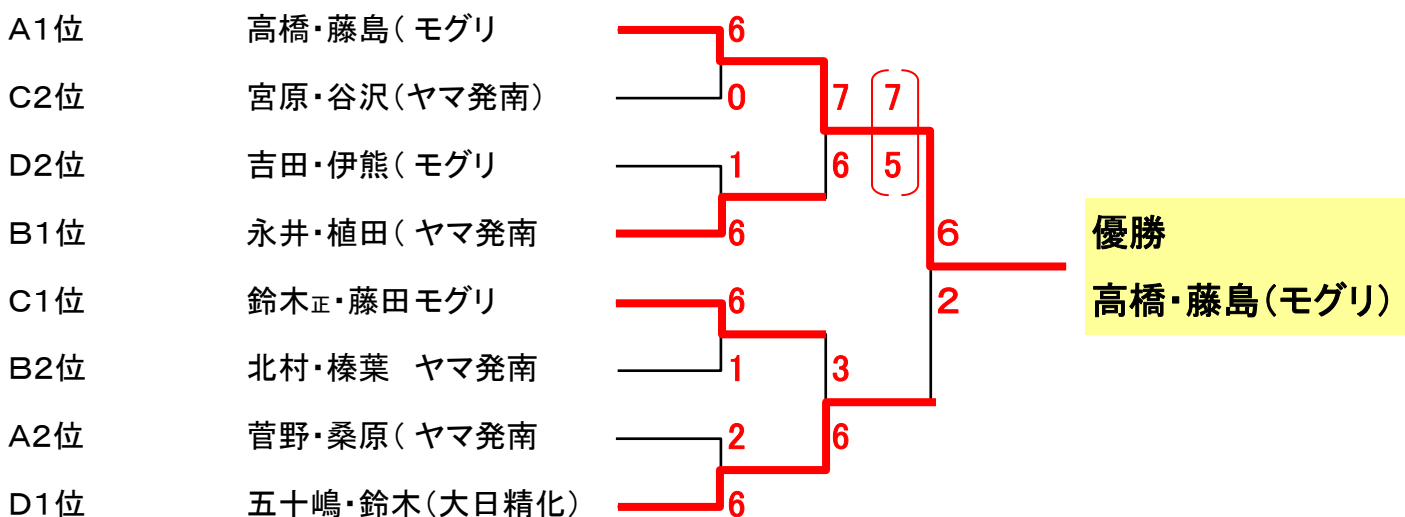 A1位 高橋・藤島( モグリ 6
C2位 宮原・谷沢(ヤマ発南) 0
7 7
D2位 吉田・伊熊( モグリ 1
6 5
B1位 永井・植田( ヤマ発南 6
6
優勝
C1位 鈴木正・藤田モグリ 6
2
高橋・藤島(モグリ)
B2位 北村・榛葉 ヤマ発南 1
3
A2位 菅野・桑原( ヤマ発南 2
6
D1位 五十嶋・鈴木(大日精化) 6